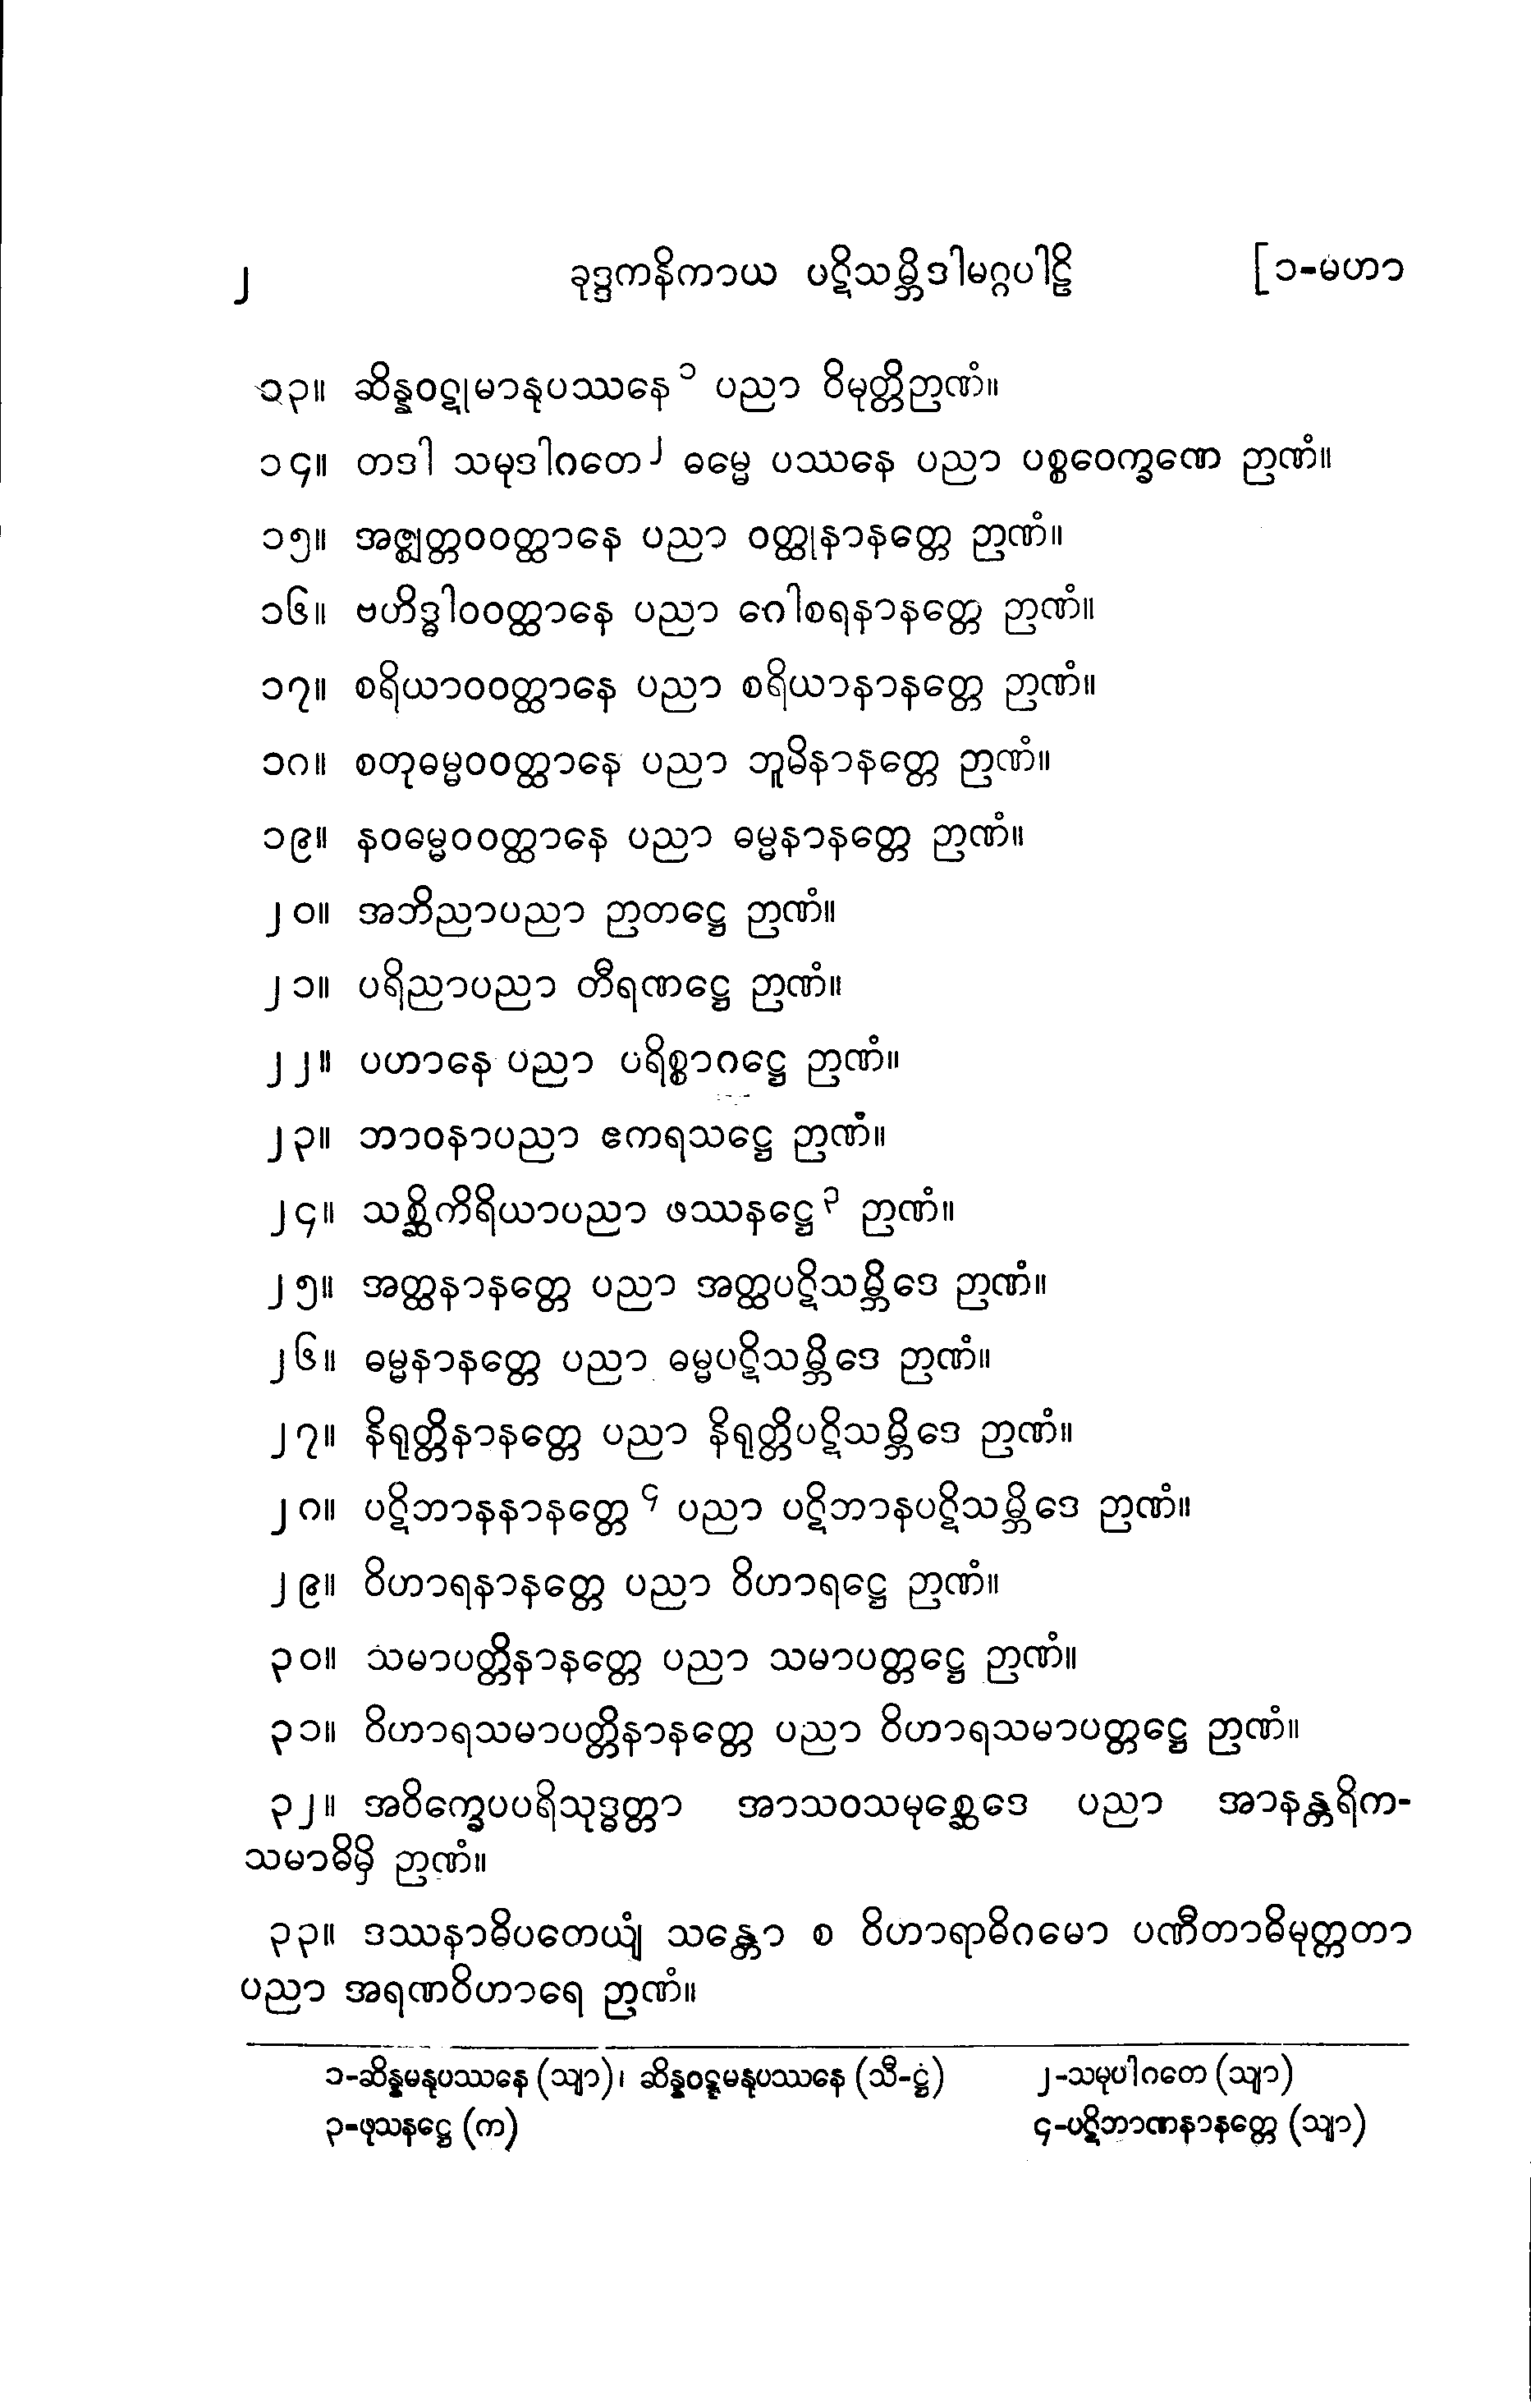 ၂ ခုဒ္ဒကနိကာယ ပဋိသမ္ဘိဒါမဂ္ဂပါဠိ [၁-မဟာ
၁၃။ ဆိန္နဝဋုမာနုပဿနေ ၁ ပညာ ဝိမုတ္တိဉာဏံ။
၁၄။ တဒါ သမုဒါဂတေ ၂ ဓမ္မေ ပဿနေ ပညာ ပစ္စဝေက္ခဏေ ဉာဏံ။
၁၅။ အဇ္ဈတ္တဝဝတ္ထာနေ ပညာ ဝတ္ထုနာနတ္တေ ဉာဏံ။
၁၆။ ဗဟိဒ္ဓါဝဝတ္ထာနေ ပညာ ဂေါစရနာနတ္တေ ဉာဏံ။
၁၇။ စရိယာဝဝတ္ထာနေ ပညာ စရိယာနာနတ္တေ ဉာဏံ။
၁၈။ စတုဓမ္မဝဝတ္ထာနေ ပညာ ဘူမိနာနတ္တေ ဉာဏံ။
၁၉။ နဝဓမ္မေဝဝတ္ထာနေ ပညာ ဓမ္မနာနတ္တေ ဉာဏံ။
၂၀။ အဘိညာပညာ ဉာတဋ္ဌေ ဉာဏံ။
၂၁။ ပရိညာပညာ တီရဏဋ္ဌေ ဉာဏံ။
၂၂။ ပဟာနေ ပညာ ပရိစ္စာဂဋ္ဌေ ဉာဏံ။
၂၃။ ဘာဝနာပညာ ဧကရသဋ္ဌေ ဉာဏံ။
၂၄။ သစ္ဆိကိရိယာပညာ ဖဿနဋ္ဌေ ၃ ဉာဏံ။
၂၅။ အတ္ထနာနတ္တေ ပညာ အတ္ထပဋိသမ္ဘိဒေ ဉာဏံ။
၂၆။ ဓမ္မနာနတ္တေ ပညာ ဓမ္မပဋိသမ္ဘိဒေ ဉာဏံ။
၂၇။ နိရုတ္တိနာနတ္တေ ပညာ နိရုတ္တိပဋိသမ္ဘိဒေ ဉာဏံ။
၂၈။ ပဋိဘာနနာနတ္တေ ၄ ပညာ ပဋိဘာနပဋိသမ္ဘိဒေ ဉာဏံ။
၂၉။ ဝိဟာရနာနတ္တေ ပညာ ဝိဟာရဋ္ဌေ ဉာဏံ။
၃၀။ သမာပတ္တိနာနတ္တေ ပညာ သမာပတ္တဋ္ဌေ ဉာဏံ။
၃၁။ ဝိဟာရသမာပတ္တိနာနတ္တေ ပညာ ဝိဟာရသမာပတ္တဋ္ဌေ ဉာဏံ။
၃၂။ အဝိက္ခေပပရိသုဒ္ဓတ္တာ အာသဝသမုစ္ဆေဒေ ပညာ အာနန္တရိက-
သမာဓိမှိ ဉာဏံ။
၃၃။ ဒဿနာဓိပတေယျံ သန္တော စ ဝိဟာရာဓိဂမော ပဏီတာဓိမုတ္တတာ
ပညာ အရဏဝိဟာရေ ဉာဏံ။
၁-ဆိန္နမနုပဿနေ (သျာ)၊ ဆိန္နဝဋ္ဋမနုပဿနေ (သီ-ဋ္ဌ) ၂-သမုပါဂတေ (သျာ)
၃-ဖုသနဋ္ဌေ (က) ၄-ပဋိဘာဏနာနတ္တေ (သျာ)